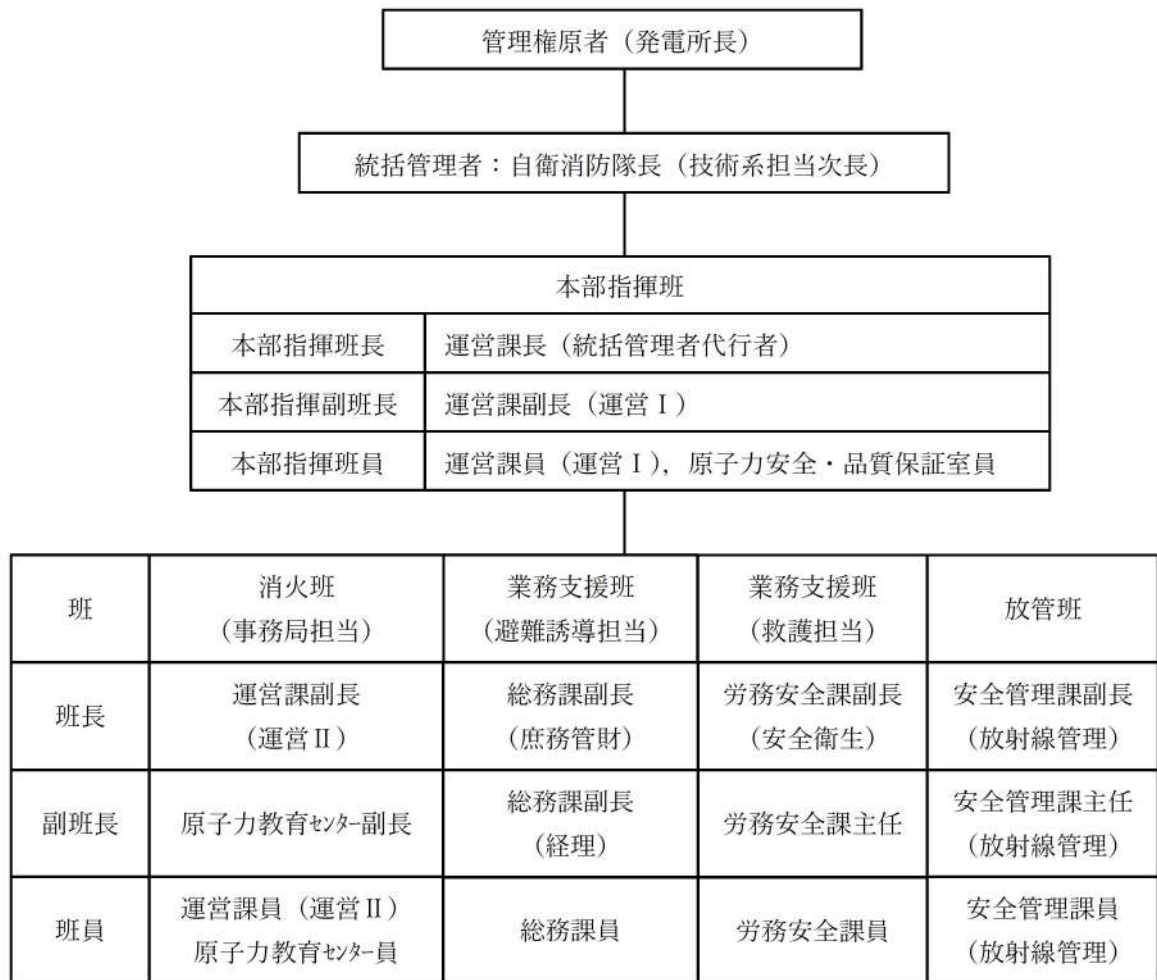 管理権原者（発電所長）
統括管理者：自衛消防隊長（技術系担当次長）
本部指揮班
本部指揮班長 運営課長（統括管理者代行者）
本部指揮副班長 運営課副長（運営Ⅰ）
本部指揮班員 運営課員（運営Ⅰ），原子力安全・品質保証室員
班
消火班
（事務局担当）
業務支援班
（避難誘導担当）
業務支援班
（救護担当）
放管班
班長
運営課副長
（運営Ⅱ）
総務課副長
（庶務管財）
労務安全課副長
（安全衛生）
安全管理課副長
（放射線管理）
副班長
原子力教育ｾﾝﾀｰ副長
総務課副長
（経理）
労務安全課主任
安全管理課主任
（放射線管理）
班員
運営課員（運営Ⅱ）
原子力教育ｾﾝﾀｰ員
総務課員
労務安全課員
安全管理課員
（放射線管理）